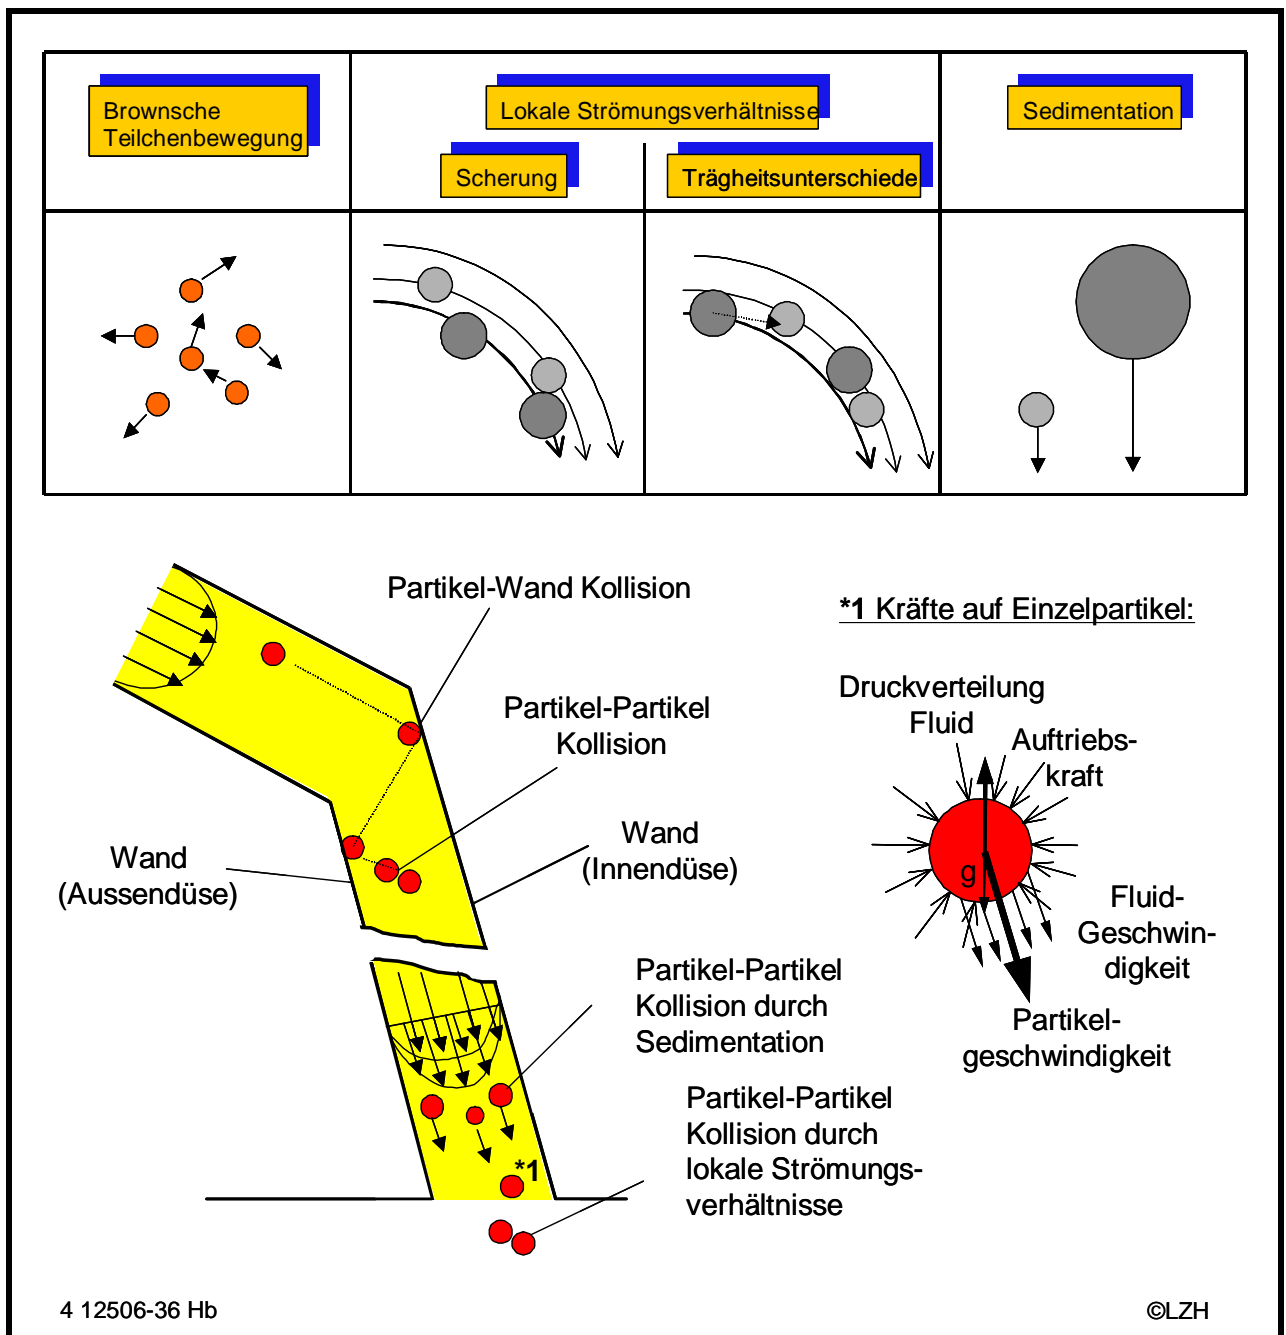 Brownsche
Teilchenbewegung
Lokale Strömungsverhältnisse
Sedimentation
Scherung
Trägheitsunterschiede
Partikel-Wand Kollision
*1 Kräfte auf Einzelpartikel:
Partikel-Partikel
Kollision
Druckverteilung
Fluid
Auftriebs-
kraft
Wand
(Aussendüse)
Wand
(Innendüse)
g
Fluid-
Geschwin-
digkeit
Partikel-
geschwindigkeit
Partikel-Partikel
Kollision durch
Sedimentation
*1
Partikel-Partikel
Kollision durch
lokale Strömungs-
verhältnisse
4 12506-36 Hb
©LZH